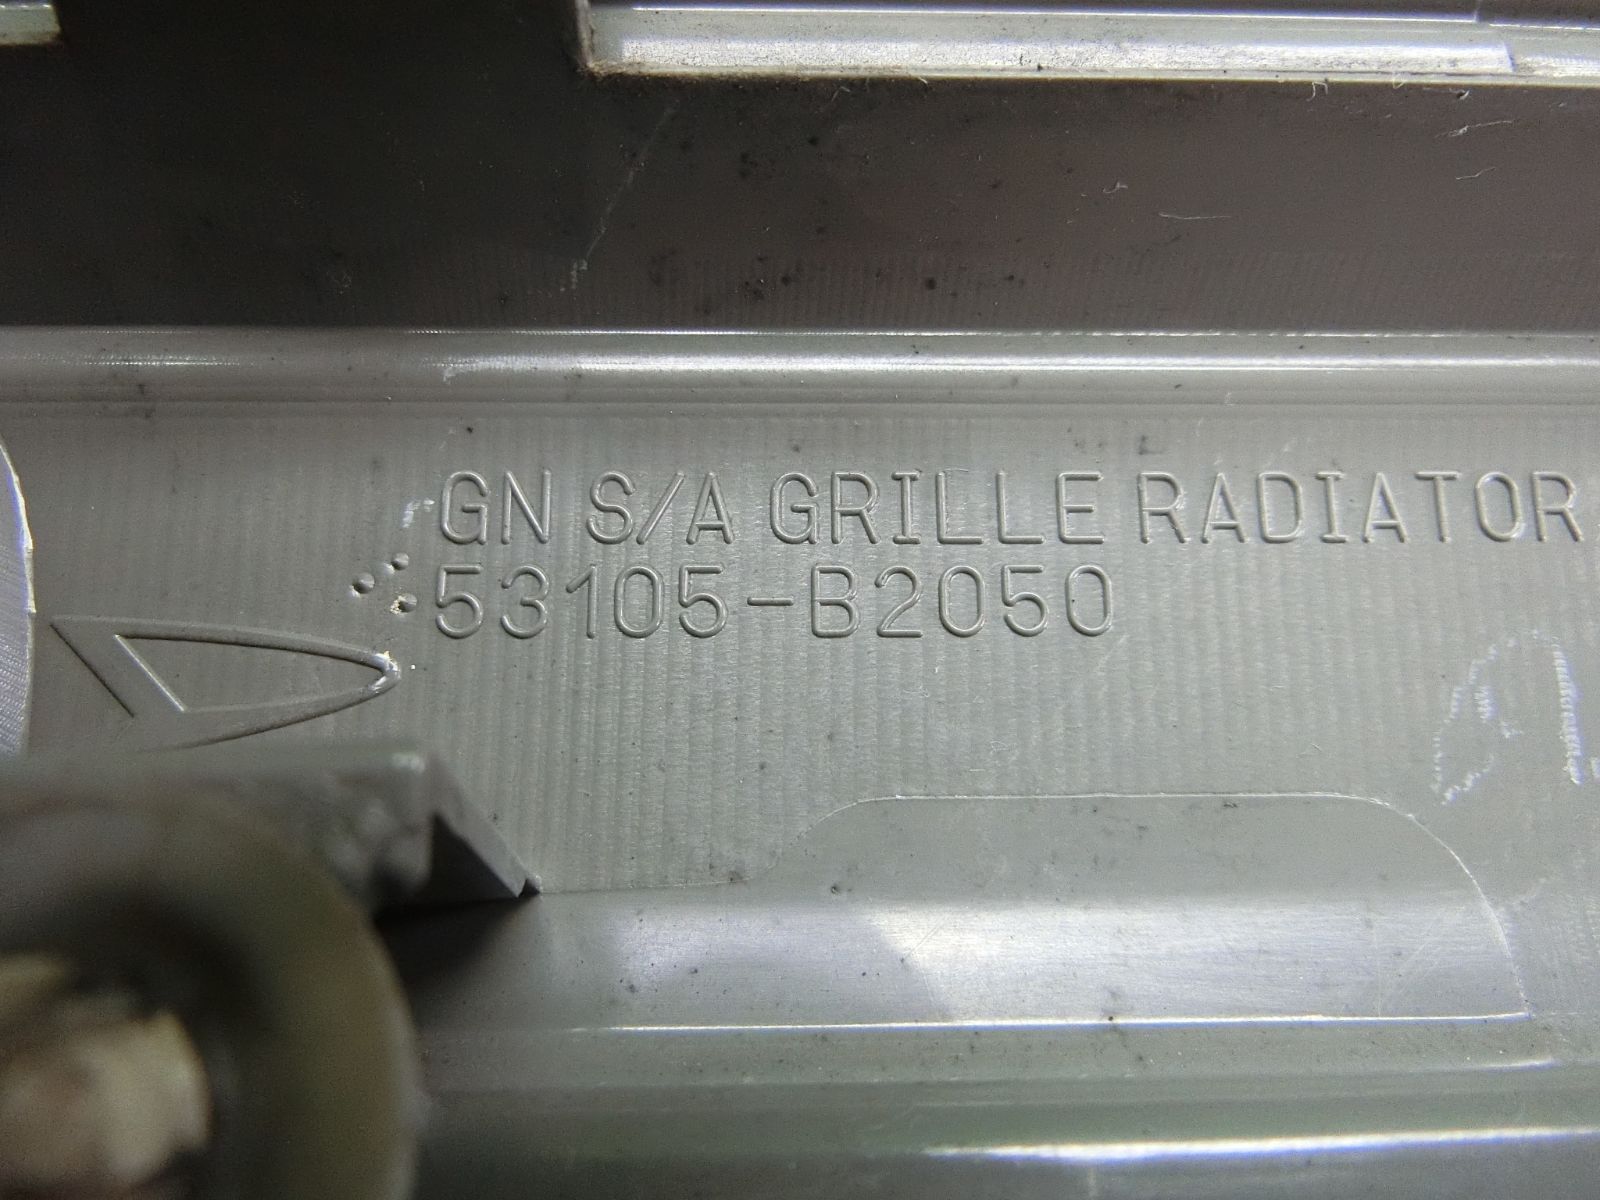 GN S/A GRILLE RADIATOR
53105-B2050